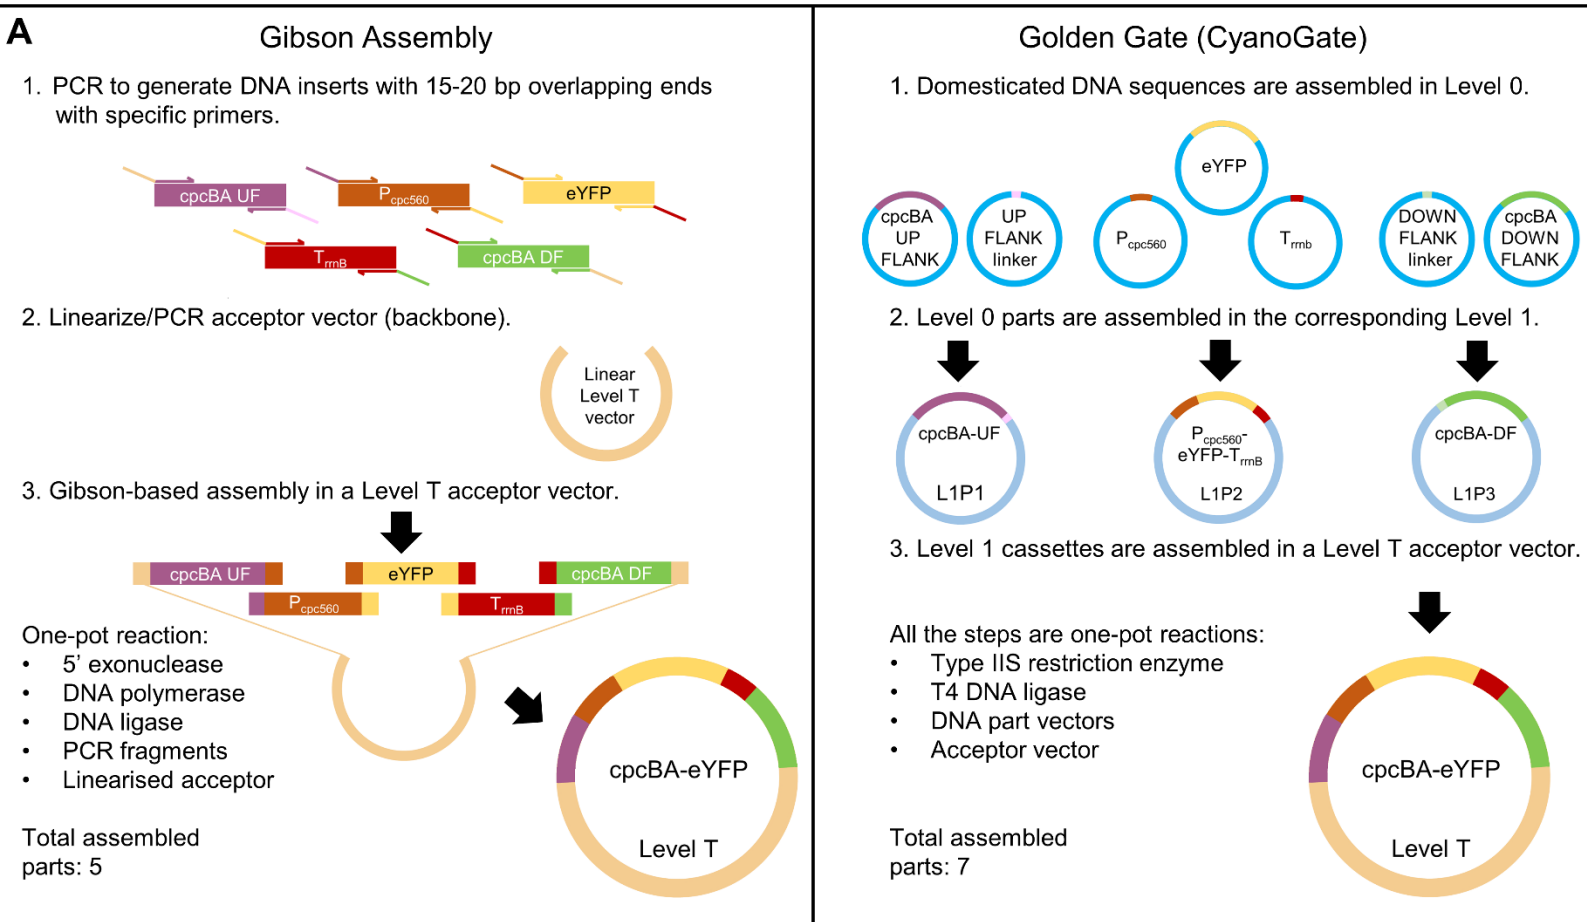 A
Gibson Assembly
1. PCR to generate DNA inserts with 15-20 bp overlapping ends
with specific primers.
cpcBA UF
Pcpc560
eYFP
TrrnB
cpcBA DF
2. Linearize/PCR acceptor vector (backbone).
Linear
Level T
vector
3. Gibson-based assembly in a Level T acceptor vector.
cpcBA UF
eYFP
cpcBA DF
Pcpc560
TrrnB
One-pot reaction:
• 5’ exonuclease
• DNA polymerase
• DNA ligase
• PCR fragments
• Linearised acceptor
cpcBA-eYFP
Level T
Total assembled
parts: 5
Golden Gate (CyanoGate)
1. Domesticated DNA sequences are assembled in Level 0.
eYFP
cpcBA
UP
FLANK
UP
FLANK
linker
Pcpc560
Trrnb
DOWN
FLANK
linker
cpcBA
DOWN
FLANK
2. Level 0 parts are assembled in the corresponding Level 1.
cpcBA-UF
L1P1
Pcpc560-
eYFP-TrrnB
L1P2
cpcBA-DF
L1P3
3. Level 1 cassettes are assembled in a Level T acceptor vector.
All the steps are one-pot reactions:
• Type IIS restriction enzyme
• T4 DNA ligase
• DNA part vectors
• Acceptor vector
cpcBA-eYFP
Level T
Total assembled
parts: 7